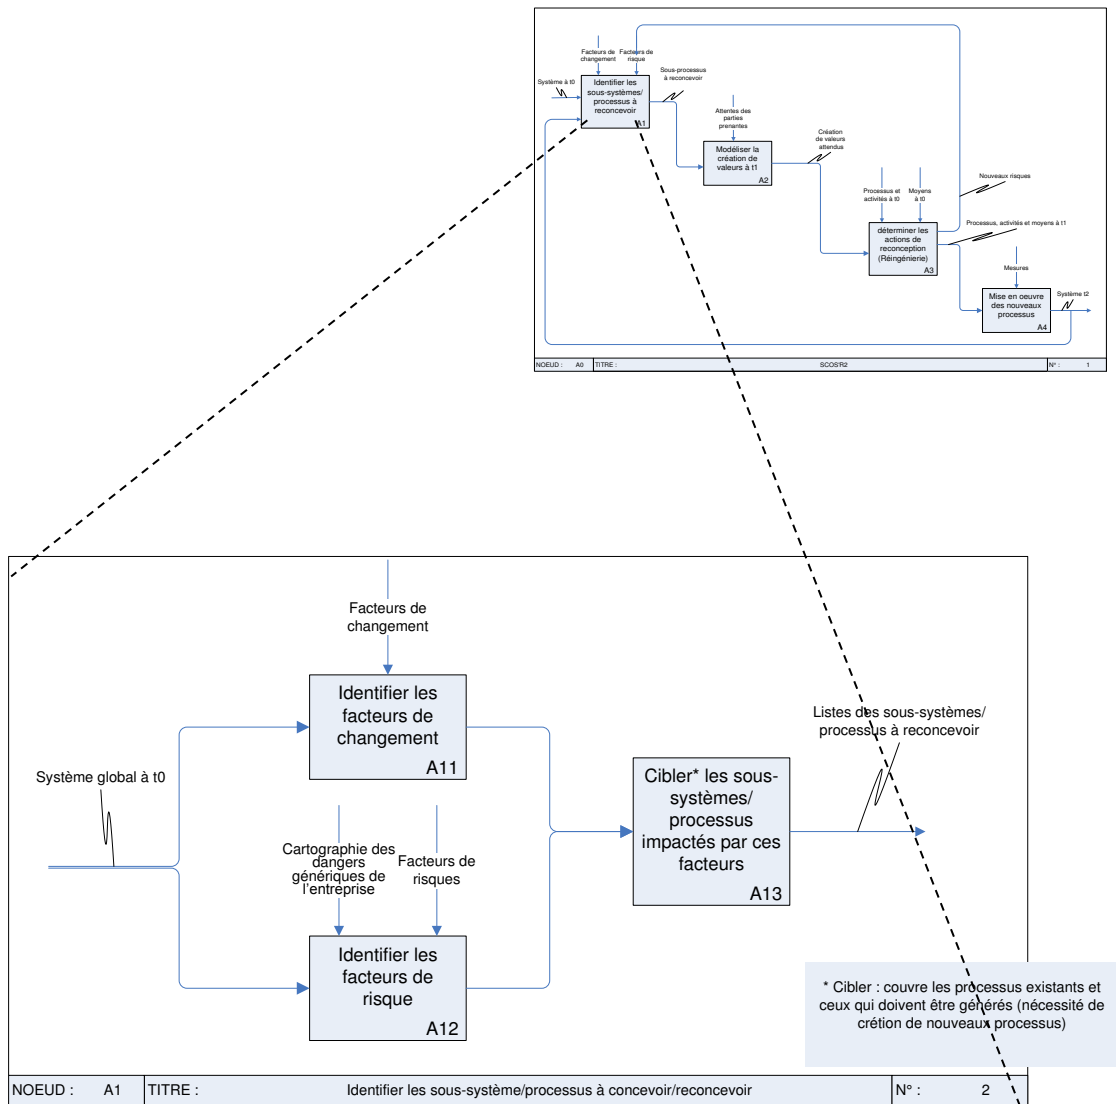 Facteurs de
changement
Facteurs de
risque
Système à t0
Identifier les
sous-systèmes/
processus à
reconcevoir
A1
Sous-processus
à reconcevoir
Attentes des
parties
prenantes
Modéliser la
création de
valeurs à t1
A2
Création
de valeurs
attendus
Processus et
activités à t0
Moyens
à t0
Nouveaux risques
déterminer les
actions de
reconception
(Réingénierie)
A3
Processus, activités et moyens à t1
Mesures
Mise en oeuvre
des nouveaux
processus
A4
Système t2
NOEUD : A0 TITRE : SCOS'R2 N° : 1
Facteurs de
changement
Identifier les
facteurs de
changement
A11
Système global à t0
Cartographie des
dangers
génériques de
l'entreprise
Facteurs de
risques
Identifier les
facteurs de
risque
A12
Cibler* les sous-
systèmes/
processus
impactés par ces
facteurs
A13
Listes des sous-systèmes/
processus à reconcevoir
* Cibler : couvre les processus existants et
ceux qui doivent être générés (nécessité de
crétion de nouveaux processus)
NOEUD : A1 TITRE : Identifier les sous-système/processus à concevoir/reconcevoir N° : 2